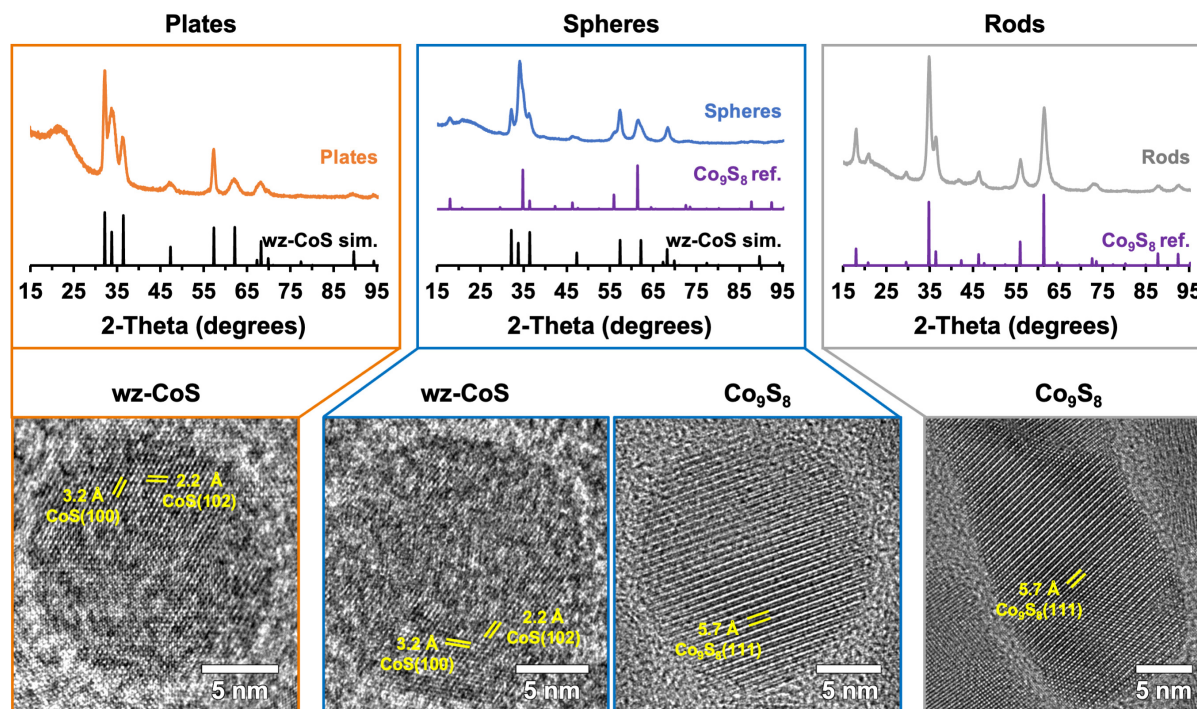 Plates
Spheres
Rods
Plates
wz-CoS sim.
15 25 35 45 55 65 75 85 95
2-Theta (degrees)
Spheres
Co₉S₈ ref.
wz-CoS sim.
15 25 35 45 55 65 75 85 95
2-Theta (degrees)
Rods
Co₉S₈ ref.
15 25 35 45 55 65 75 85 95
2-Theta (degrees)
wz-CoS
wz-CoS
Co₉S₈
Co₉S₈
3.2 Å
CoS(100)
2.2 Å
CoS(102)
5 nm
3.2 Å
CoS(100)
2.2 Å
CoS(102)
5 nm
5.7 Å
Co₉S₈(111)
5 nm
5.7 Å
Co₉S₈(111)
5 nm